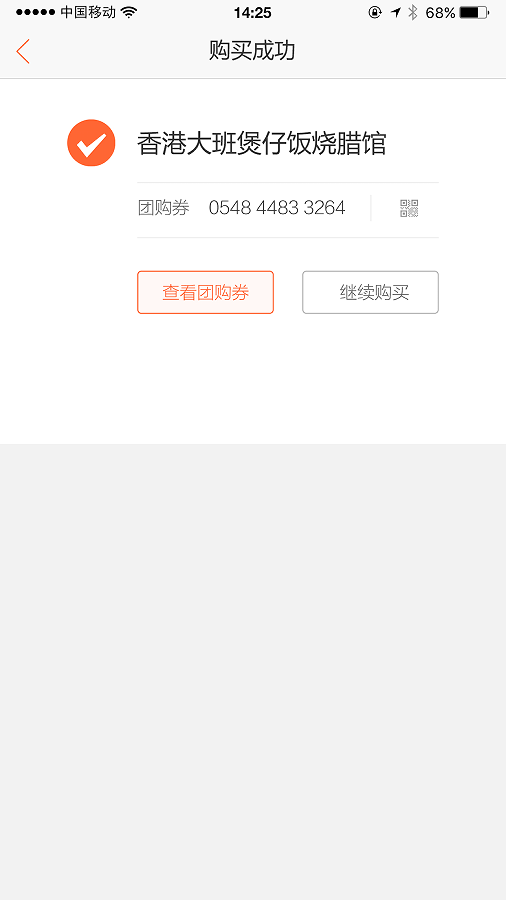 中国移动 14:25 68%
购买成功
香港大班煲仔饭烧腊馆
团购券 0548 4483 3264
查看团购券 继续购买